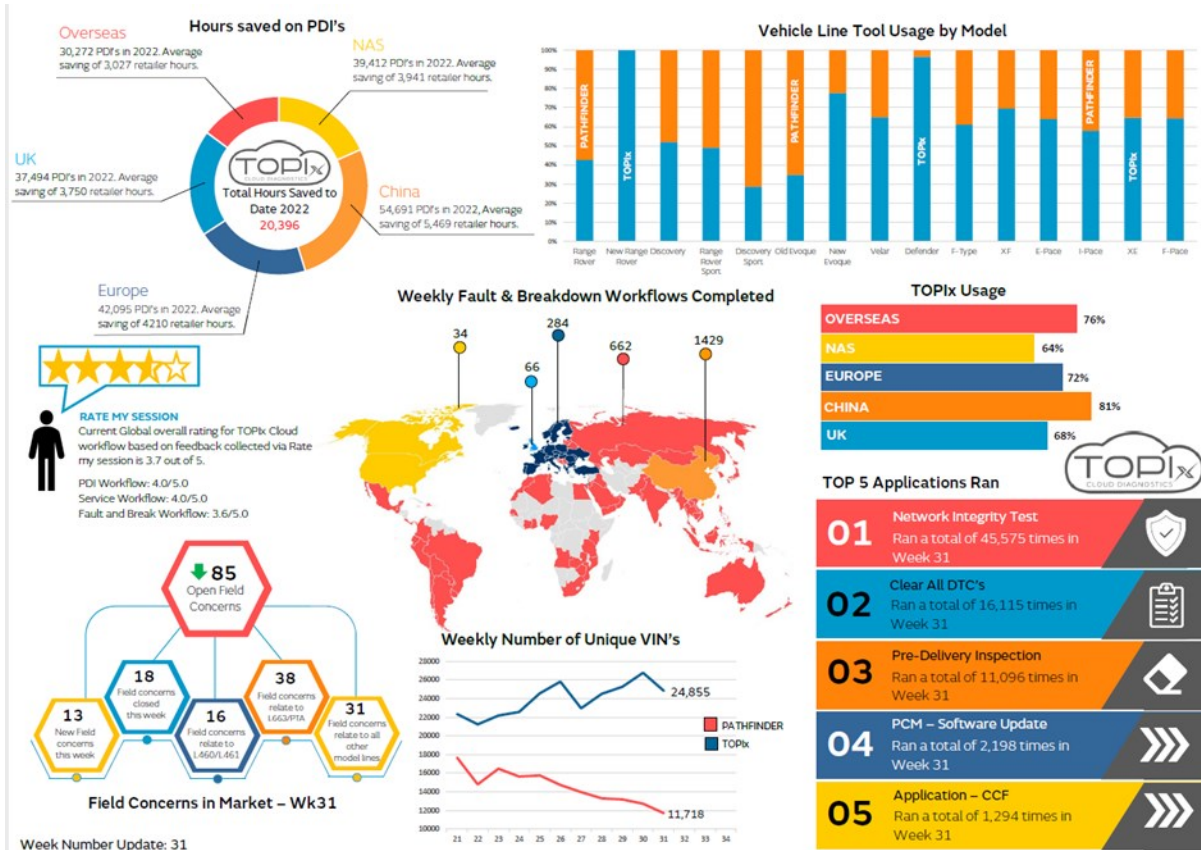 Hours saved on PDI's
Overseas
30,272 PDI's in 2022. Average
saving of 3,027 retailer hours.
NAS
39,412 PDI's in 2022. Average
saving of 3,941 retailer hours.
UK
37,494 PDI's in 2022. Average
saving of 3,750 retailer hours.
TOPIx
CLOUD DIAGNOSTICS
Total Hours Saved to
Date 2022
20,396
China
54,691 PDI's in 2022, Average
saving of 5,469 retailer hours.
Europe
42,095 PDI's in 2022. Average
saving of 4210 retailer hours.
Vehicle Line Tool Usage by Model
100%
90%
80%
70%
60%
50%
40%
30%
20%
10%
0%
PATHFINDER
TOPIx
PATHFINDER
TOPIx
PATHFINDER
TOPIx
Range
Rover
New Range
Rover
Discovery
Range
Rover
Sport
Discovery
Sport
Old Evoque
New
Evoque
Velar
Defender
F-Type
XF
E-Pace
I-Pace
XE
F-Pace
RATE MY SESSION
Current Global overall rating for TOPIx Cloud
workflow based on feedback collected via Rate
my session is 3.7 out of 5.
PDI Workflow: 4.0/5.0
Service Workflow: 4.0/5.0
Fault and Break Workflow: 3.6/5.0
Weekly Fault & Breakdown Workflows Completed
34
284
66
662
1429
TOPIx Usage
OVERSEAS
76%
NAS
64%
EUROPE
72%
CHINA
81%
UK
68%
TOPIx
CLOUD DIAGNOSTICS
TOP 5 Applications Ran
01
Network Integrity Test
Ran a total of 45,575 times in
Week 31
02
Clear All DTC's
Ran a total of 16,115 times in
Week 31
03
Pre-Delivery Inspection
Ran a total of 11,096 times in
Week 31
04
PCM – Software Update
Ran a total of 2,198 times in
Week 31
05
Application – CCF
Ran a total of 1,294 times in
Week 31
85
Open Field
Concerns
13
New Field
concerns
this week
18
Field concerns
closed
this week
16
Field concerns
relate to
L460/L461
38
Field concerns
relate to
L663/PTA
31
Field concerns
relate to all
other
model lines
Field Concerns in Market – Wk31
Weekly Number of Unique VIN's
28000
26000
24000
22000
20000
18000
16000
14000
12000
10000
24,855
PATHFINDER
TOPIx
11,718
21 22 23 24 25 26 27 28 29 30 31 32 33 34
Week Number Update: 31